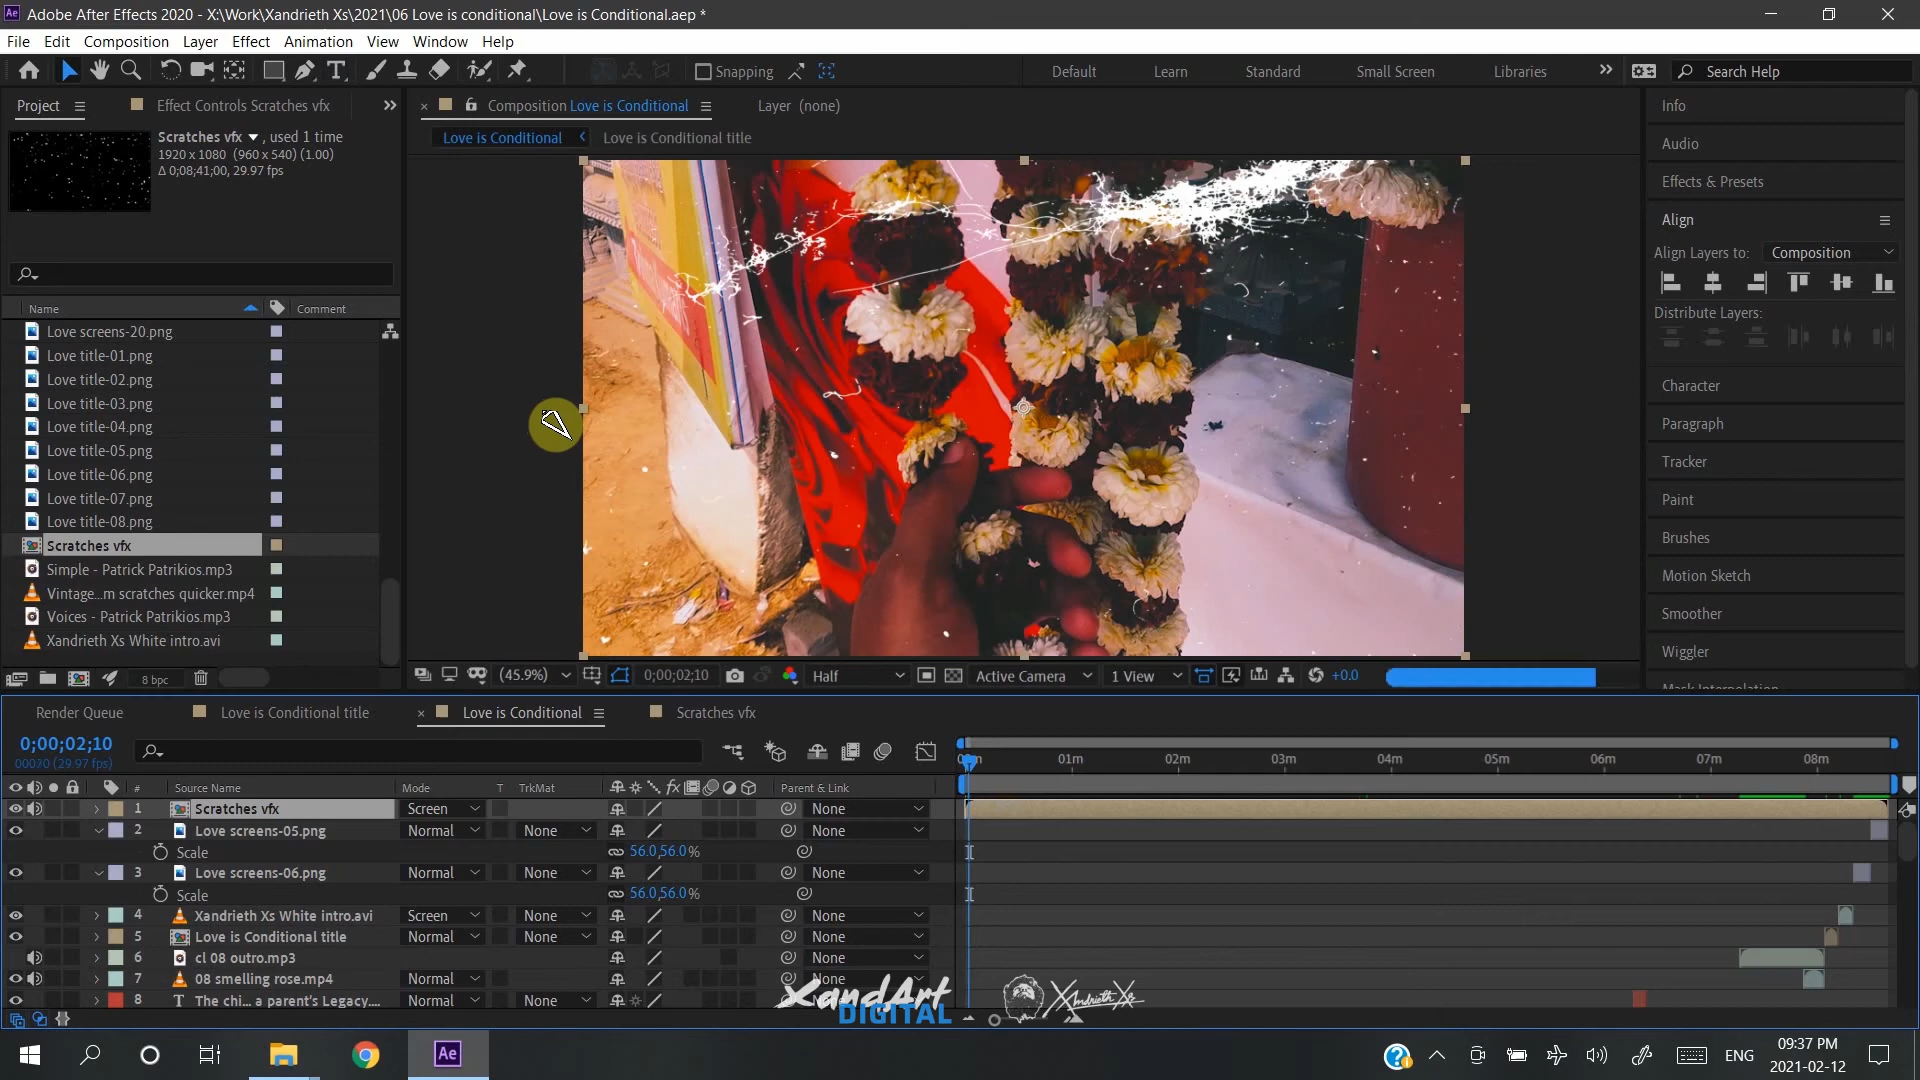 Adobe After Effects 2020 - X:\Work\Xandrieth Xs\2021\06 Love is conditional\Love is Conditional.aep *
File Edit Composition Layer Effect Animation View Window Help
Snapping Default Learn Standard Small Screen Libraries Search Help
Project Effect Controls Scratches vfx
Composition Love is Conditional Layer (none)
Love is Conditional Love is Conditional title
Scratches vfx , used 1 time
1920 x 1080 (960 x 540) (1.00)
Δ 0;08;41;00, 29.97 fps
Name Comment
Love screens-20.png
Love title-01.png
Love title-02.png
Love title-03.png
Love title-04.png
Love title-05.png
Love title-06.png
Love title-07.png
Love title-08.png
Scratches vfx
Simple - Patrick Patrikios.mp3
Vintage...m scratches quicker.mp4
Voices - Patrick Patrikios.mp3
Xandrieth Xs White intro.avi
8 bpc
(45.9%) 0;00;02;10 Half Active Camera 1 View +0.0
Info
Audio
Effects & Presets
Align
Align Layers to: Composition
Distribute Layers:
Character
Paragraph
Tracker
Paint
Brushes
Motion Sketch
Smoother
Wiggler
Mask Interpolation
Render Queue Love is Conditional title Love is Conditional Scratches vfx
0;00;02;10
00020 (29.97 fps)
01m 02m 03m 04m 05m 06m 07m 08m
# Source Name Mode T TrkMat Parent & Link
1 Scratches vfx Screen None
2 Love screens-05.png Normal None None
Scale 56.0,56.0%
3 Love screens-06.png Normal None None
Scale 56.0,56.0%
4 Xandrieth Xs White intro.avi Screen None None
5 Love is Conditional title Normal None None
6 cl 08 outro.mp3 None
7 08 smelling rose.mp4 Normal None
8 T The chi... a parent's Legacy.... Normal None
XandArt
DIGITAL
Xandrieth Xs
Ae
ENG
09:37 PM
2021-02-12